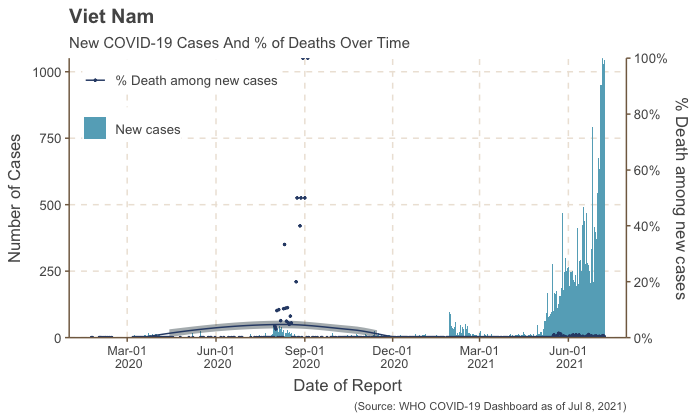 Viet Nam
New COVID-19 Cases And % of Deaths Over Time
% Death among new cases
New cases
Number of Cases
1000
750
500
250
0
100%
80%
60%
40%
20%
0%
% Death among new cases
Mar-01 Jun-01 Sep-01 Dec-01 Mar-01 Jun-01
2020 2020 2020 2020 2021 2021
Date of Report
(Source: WHO COVID-19 Dashboard as of Jul 8, 2021)